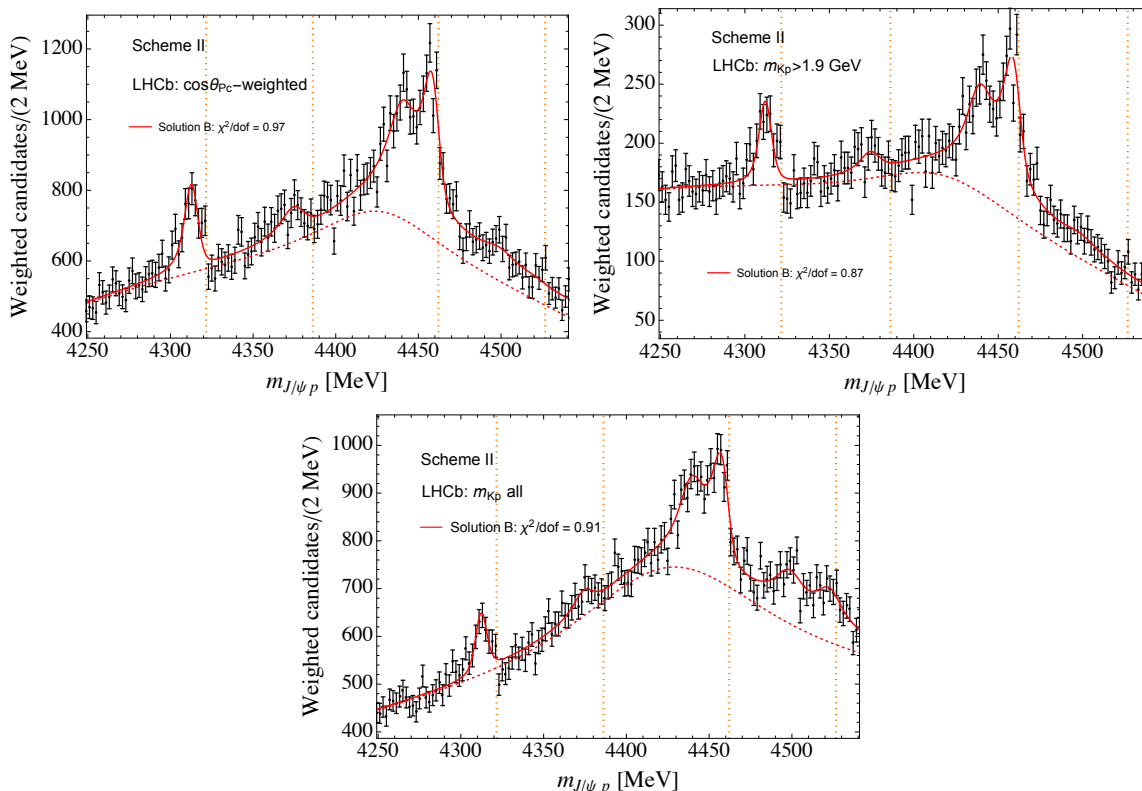 Scheme II
LHCb: cosθPc-weighted
Solution B: χ²/dof = 0.97
Weighted candidates/(2 MeV)
1200
1000
800
600
400
4250 4300 4350 4400 4450 4500
mJ/ψ p [MeV]
Scheme II
LHCb: mKp>1.9 GeV
Solution B: χ²/dof = 0.87
Weighted candidates/(2 MeV)
300
250
200
150
100
50
4250 4300 4350 4400 4450 4500
mJ/ψ p [MeV]
Scheme II
LHCb: mKp all
Solution B: χ²/dof = 0.91
Weighted candidates/(2 MeV)
1000
900
800
700
600
500
400
4250 4300 4350 4400 4450 4500
mJ/ψ p [MeV]